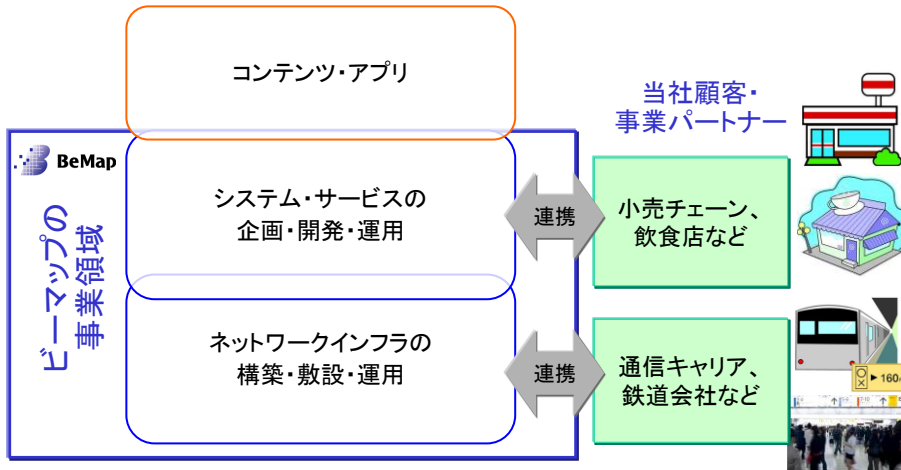 コンテンツ・アプリ
当社顧客・
事業パートナー
BeMap
ビーマップの
事業領域
システム・サービスの
企画・開発・運用
連携
小売チェーン、
飲食店など
ネットワークインフラの
構築・敷設・運用
連携
通信キャリア、
鉄道会社など
160